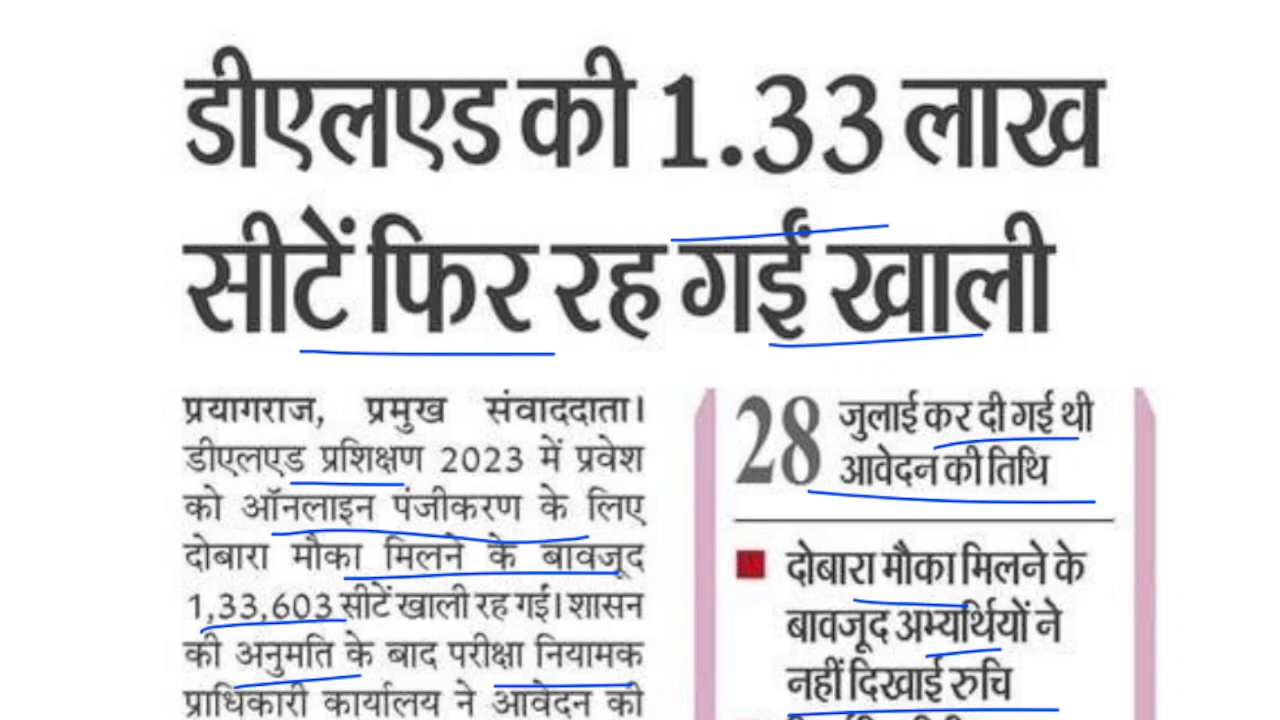 डीएलएड की 1.33 लाख
सीटें फिर रह गईं खाली
प्रयागराज, प्रमुख संवाददाता।
डीएलएड प्रशिक्षण 2023 में प्रवेश
को ऑनलाइन पंजीकरण के लिए
दोबारा मौका मिलने के बावजूद
1,33,603 सीटें खाली रह गईं। शासन
की अनुमति के बाद परीक्षा नियामक
प्राधिकारी कार्यालय ने आवेदन की
28 जुलाई कर दी गई थी
आवेदन की तिथि
दोबारा मौका मिलने के
बावजूद अभ्यर्थियों ने
नहीं दिखाई रुचि